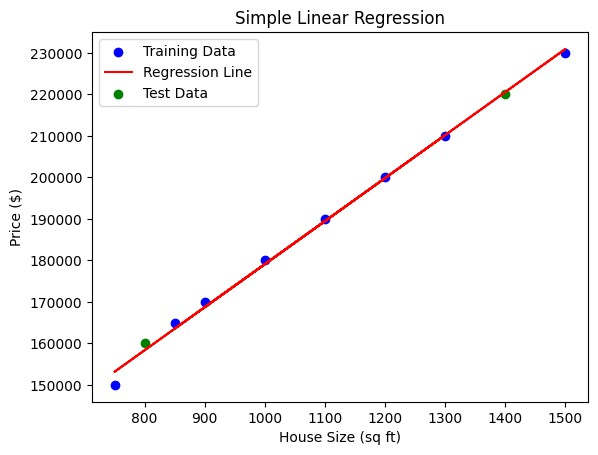 Simple Linear Regression
Training Data
Regression Line
Test Data
Price ($)
230000
220000
210000
200000
190000
180000
170000
160000
150000
800 900 1000 1100 1200 1300 1400 1500
House Size (sq ft)